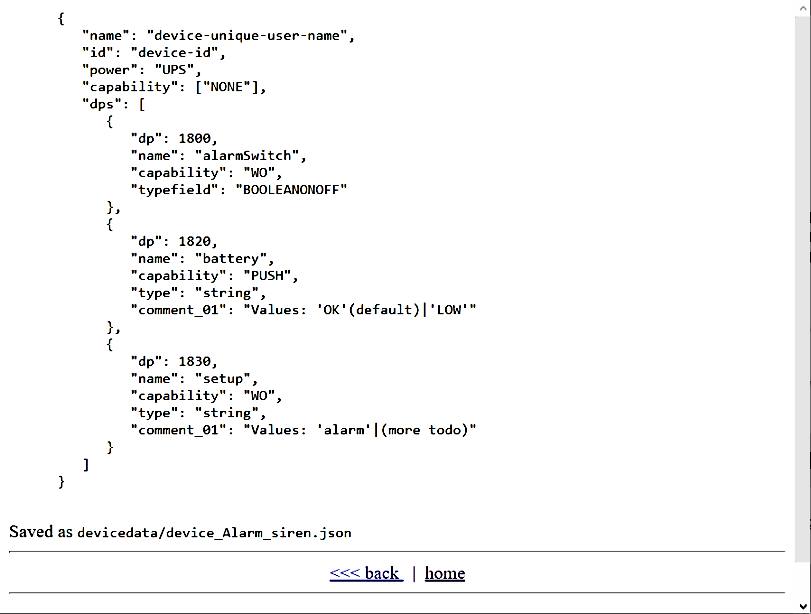 {
"name": "device-unique-user-name",
"id": "device-id",
"power": "UPS",
"capability": ["NONE"],
"dps": [
{
"dp": 1800,
"name": "alarmSwitch",
"capability": "WO",
"typefield": "BOOLEANONOFF"
},
{
"dp": 1820,
"name": "battery",
"capability": "PUSH",
"type": "string",
"comment_01": "Values: 'OK'(default)|'LOW'"
},
{
"dp": 1830,
"name": "setup",
"capability": "WO",
"type": "string",
"comment_01": "Values: 'alarm'|(more todo)"
}
]
}
Saved as devicedata/device_Alarm_siren.json
<<< back | home